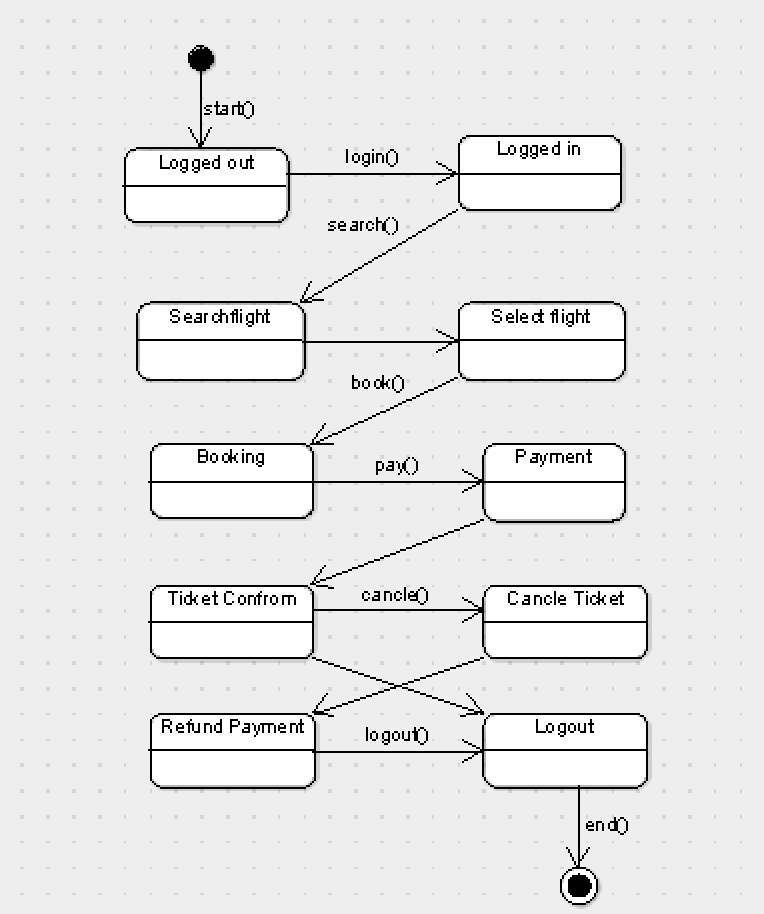 start()
Logged out
login()
Logged in
search()
Searchflight
Select flight
book()
Booking
pay()
Payment
Ticket Confrom
cancle()
Cancle Ticket
Refund Payment
logout()
Logout
end()